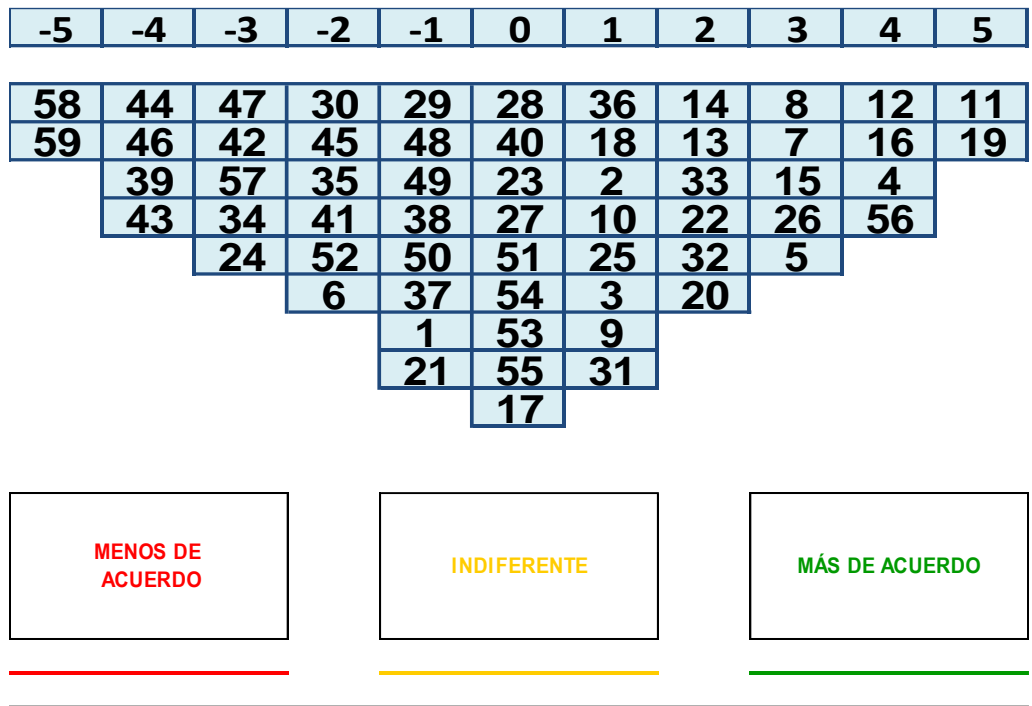 -5 -4 -3 -2 -1 0 1 2 3 4 5
58 44 47 30 29 28 36 14 8 12 11
59 46 42 45 48 40 18 13 7 16 19
39 57 35 49 23 2 33 15 4
43 34 41 38 27 10 22 26 56
24 52 50 51 25 32 5
6 37 54 3 20
1 53 9
21 55 31
17
MENOS DE
ACUERDO
INDIFERENTE
MÁS DE ACUERDO